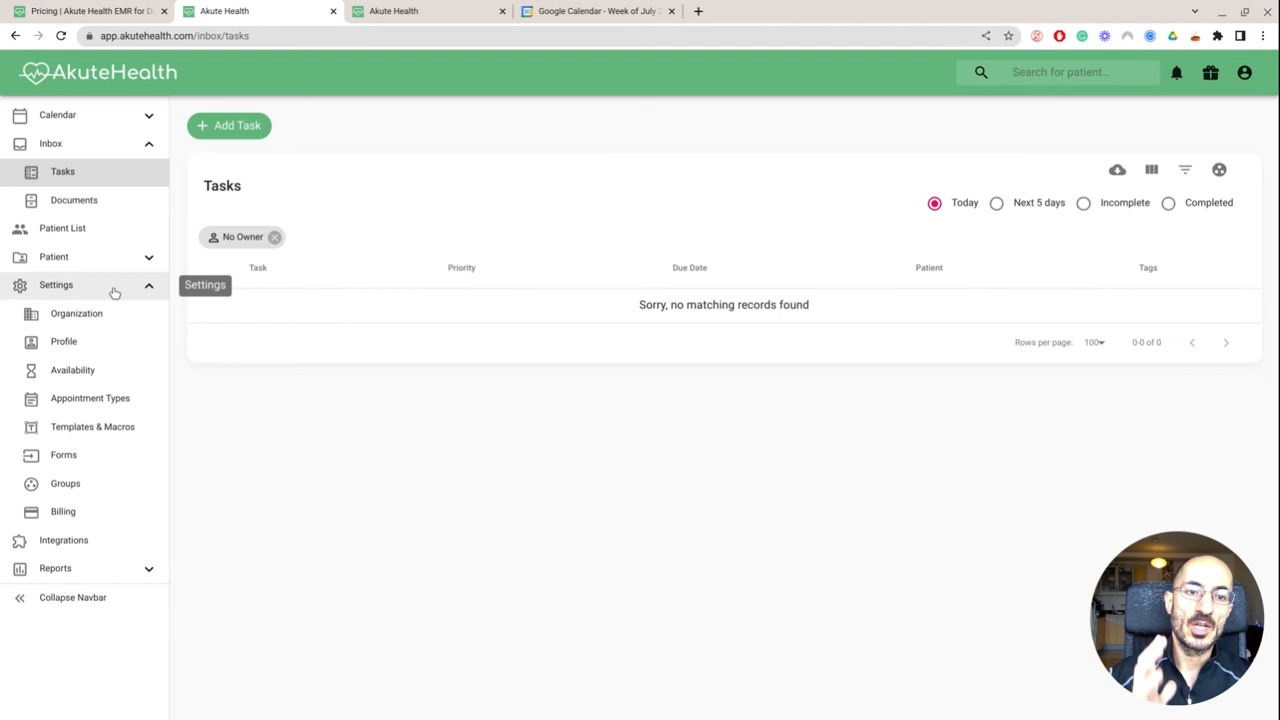 Pricing | Akute Health EMR for D
Akute Health
Akute Health
Google Calendar - Week of July 2
app.akutehealth.com/inbox/tasks
AkuteHealth
Search for patient...
Calendar
Inbox
Tasks
Documents
Patient List
Patient
Settings
Organization
Profile
Availability
Appointment Types
Templates & Macros
Forms
Groups
Billing
Integrations
Reports
Collapse Navbar
Settings
+ Add Task
Tasks
Today
Next 5 days
Incomplete
Completed
No Owner
Task
Priority
Due Date
Patient
Tags
Sorry, no matching records found
Rows per page:
100
0-0 of 0